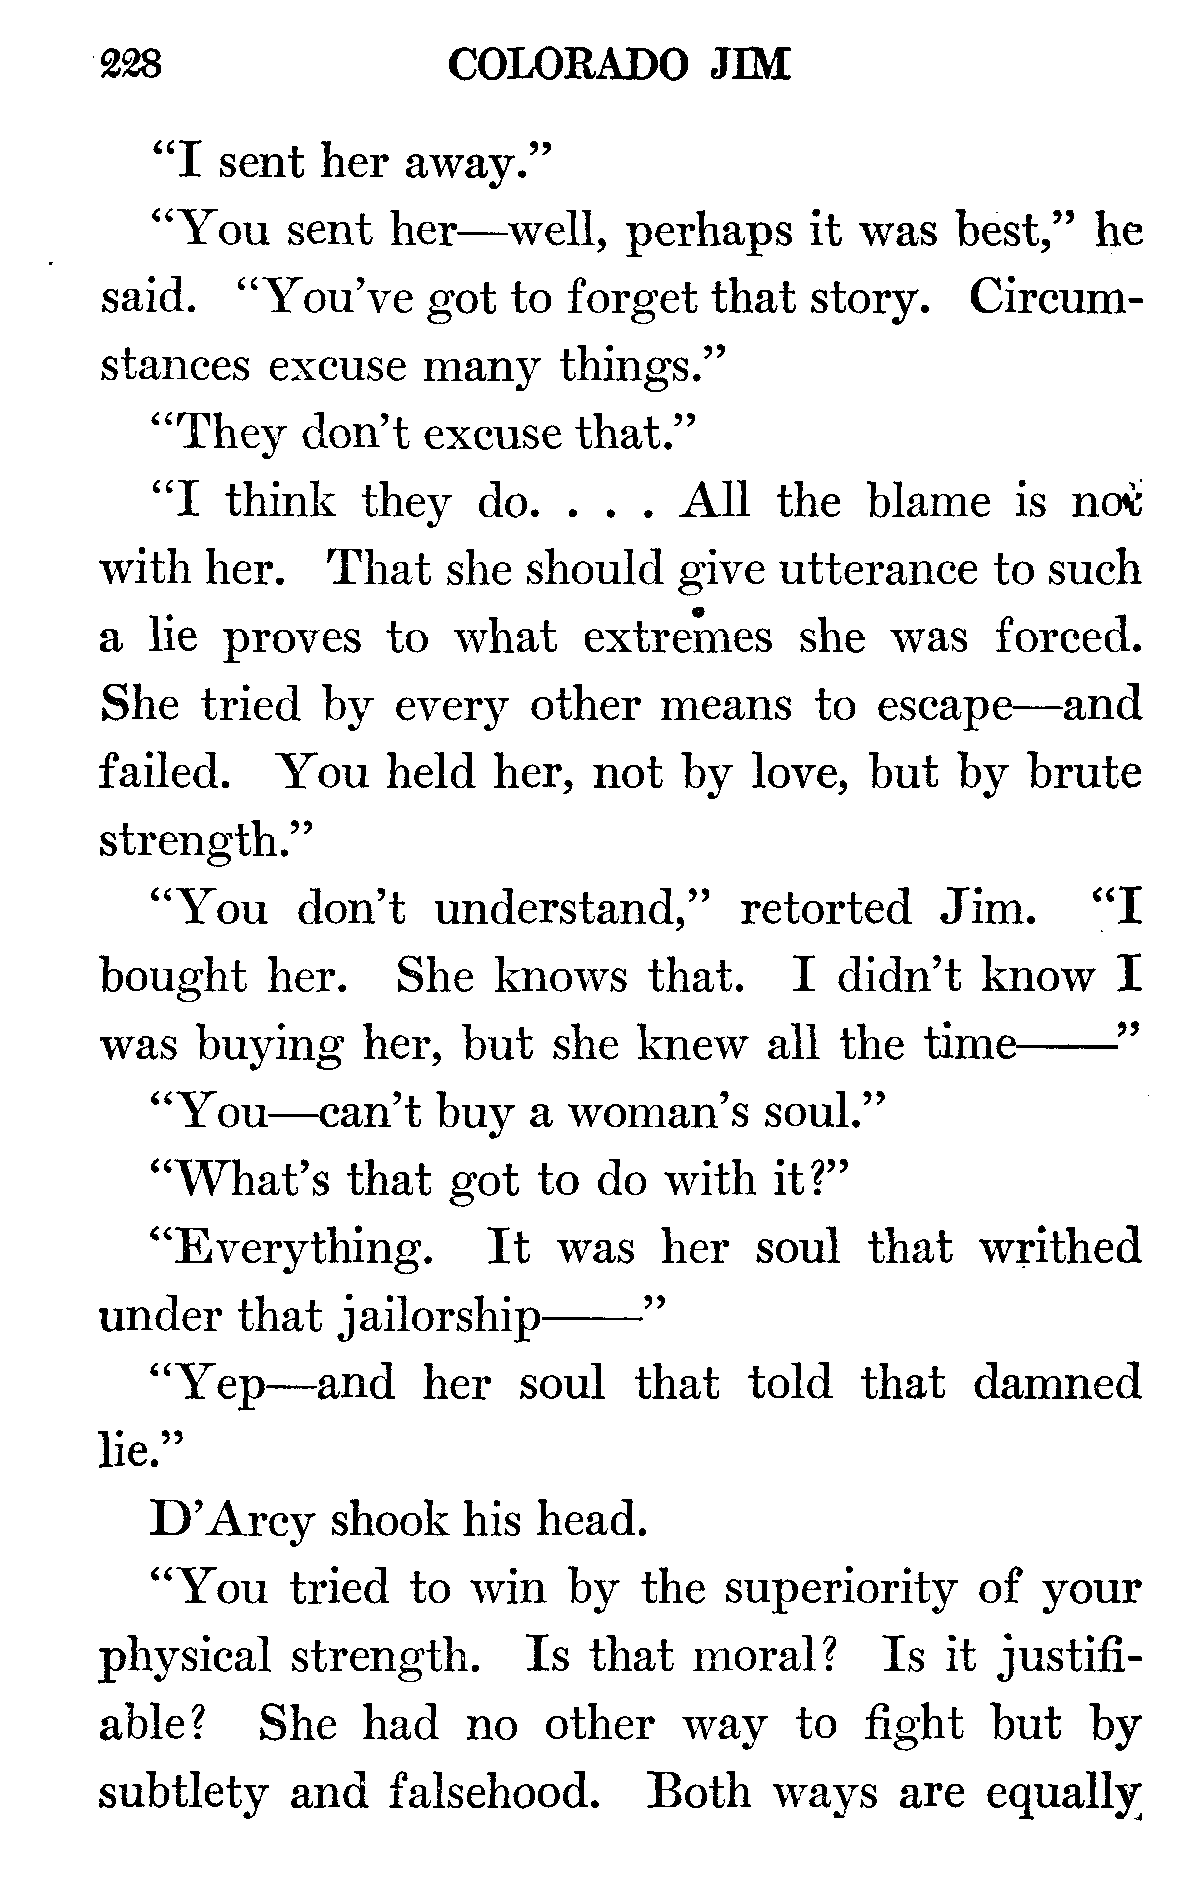 228 COLORADO JIM
“I sent her away.”
“You sent her—well, perhaps it was best,” he
said. “You’ve got to forget that story. Circum-
stances excuse many things.”
“They don’t excuse that.”
“I think they do. . . . All the blame is not
with her. That she should give utterance to such
a lie proves to what extremes she was forced.
She tried by every other means to escape—and
failed. You held her, not by love, but by brute
strength.”
“You don’t understand,” retorted Jim. “I
bought her. She knows that. I didn’t know I
was buying her, but she knew all the time——”
“You—can’t buy a woman’s soul.”
“What’s that got to do with it?”
“Everything. It was her soul that writhed
under that jailorship——”
“Yep—and her soul that told that damned
lie.”
D’Arcy shook his head.
“You tried to win by the superiority of your
physical strength. Is that moral? Is it justifi-
able? She had no other way to fight but by
subtlety and falsehood. Both ways are equally